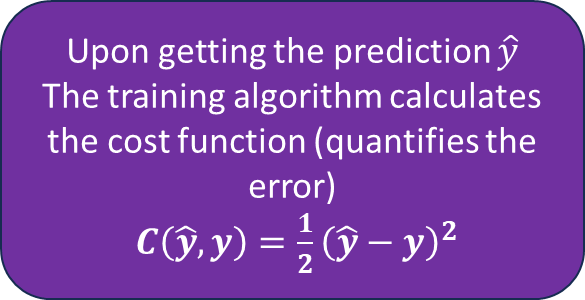 Upon getting the prediction ŷ
The training algorithm calculates
the cost function (quantifies the
error)
C(ŷ, y) = 1/2 (ŷ − y)²